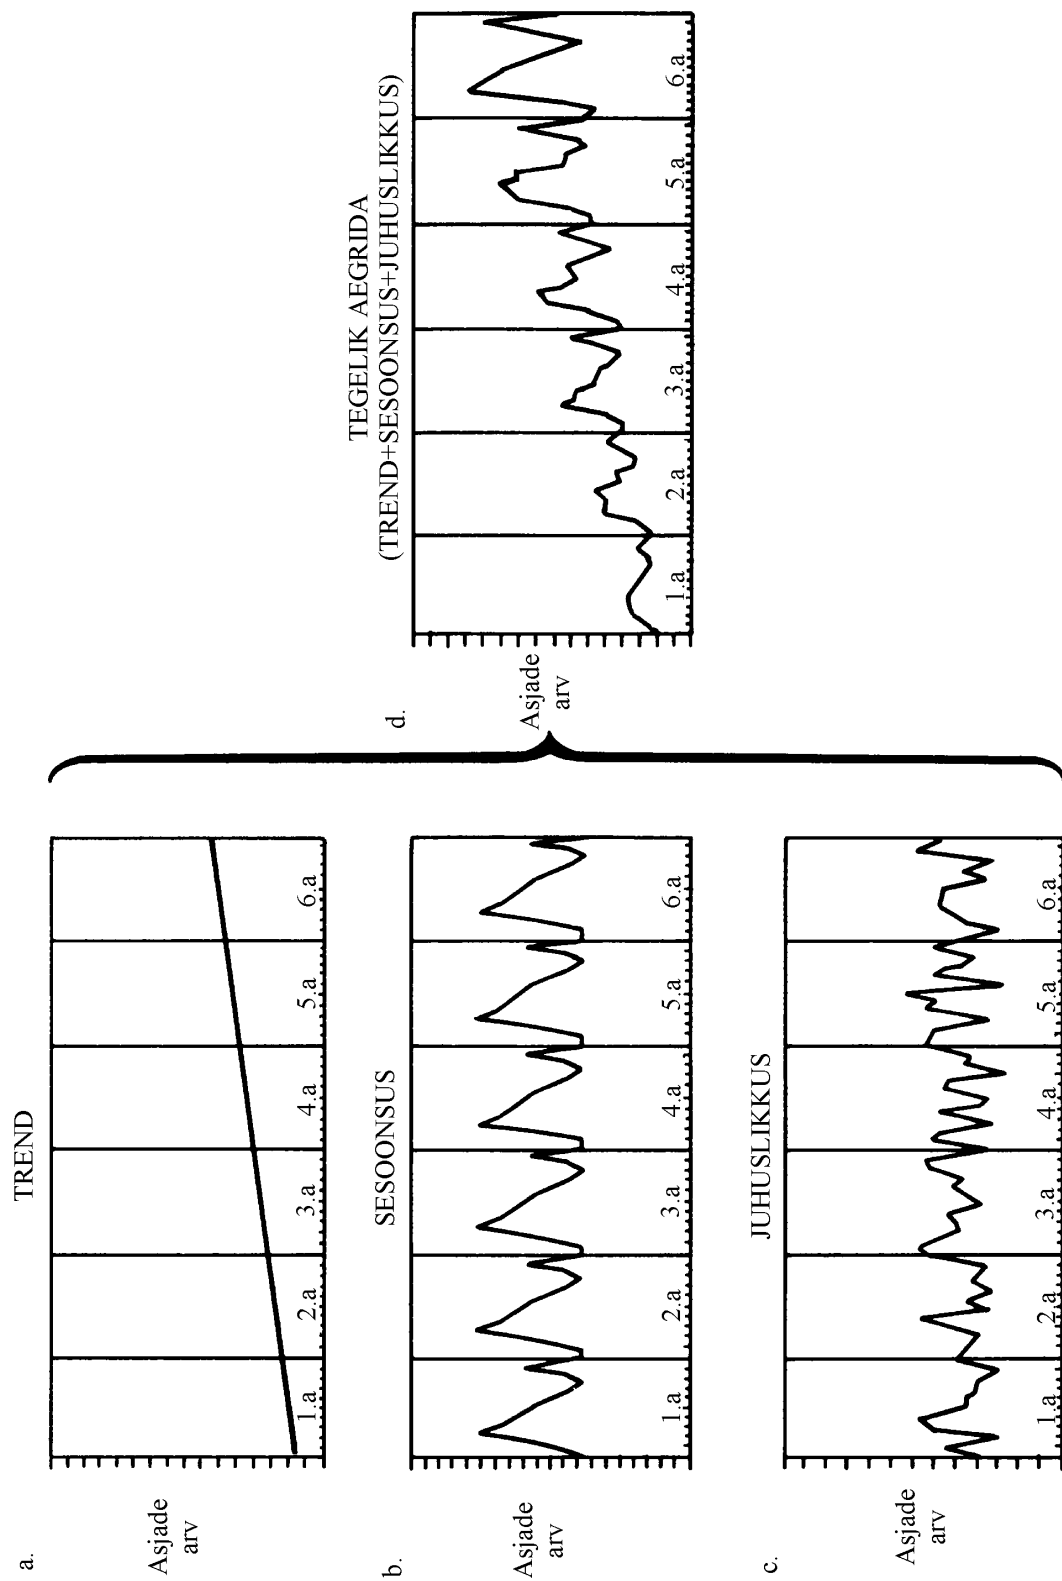 a.
TREND
Asjade
arv
1.a
2.a
3.a
4.a
5.a
6.a
b.
SESOONSUS
Asjade
arv
1.a
2.a
3.a
4.a
5.a
6.a
c.
JUHUSLIKKUS
Asjade
arv
1.a
2.a
3.a
4.a
5.a
6.a
d.
TEGELIK AEGRIDA
(TREND+SESOONSUS+JUHUSLIKKUS)
Asjade
arv
1.a
2.a
3.a
4.a
5.a
6.a